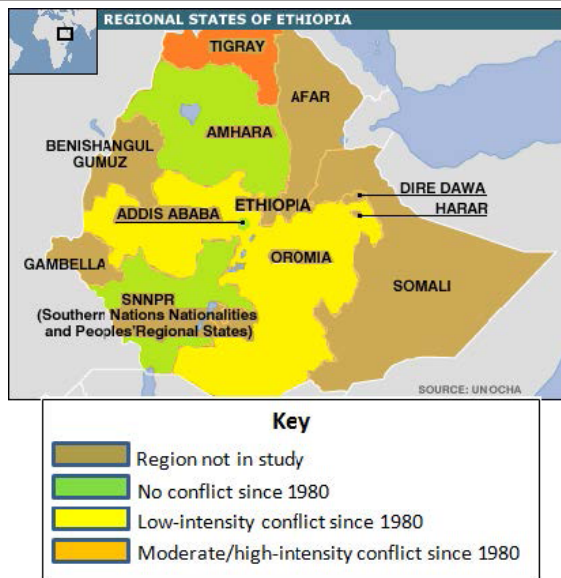 REGIONAL STATES OF ETHIOPIA
TIGRAY
AFAR
AMHARA
BENISHANGUL
GUMUZ
DIRE DAWA
ETHIOPIA
HARAR
ADDIS ABABA
OROMIA
GAMBELLA
SOMALI
SNNPR
(Southern Nations Nationalities
and Peoples'Regional States)
SOURCE: UNOCHA
Key
Region not in study
No conflict since 1980
Low-intensity conflict since 1980
Moderate/high-intensity conflict since 1980